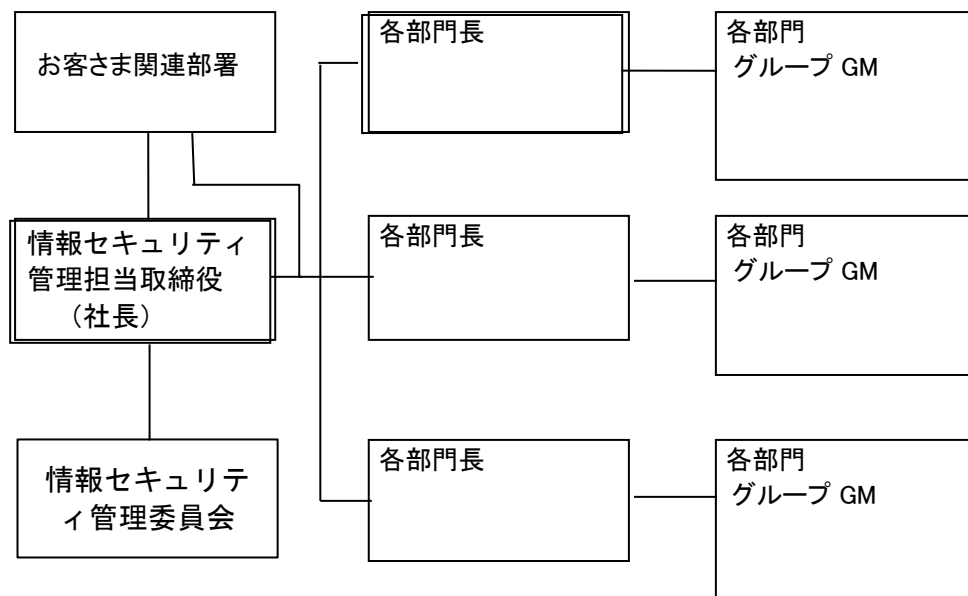 お客さま関連部署
情報セキュリティ
管理担当取締役
（社長）
情報セキュリテ
ィ管理委員会
各部門長
各部門
グループ GM
各部門長
各部門
グループ GM
各部門長
各部門
グループ GM